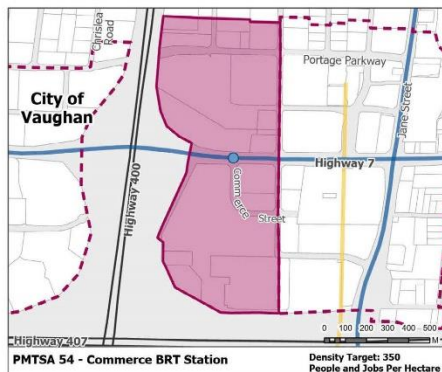 Chrislea
Road
Portage Parkway
City of
Vaughan
Jane Street
Highway 400
Highway 7
Commerce
Street
0 100 200 300 400 500
M
Highway 407
PMTSA 54 - Commerce BRT Station
Density Target: 350
People and Jobs Per Hectare